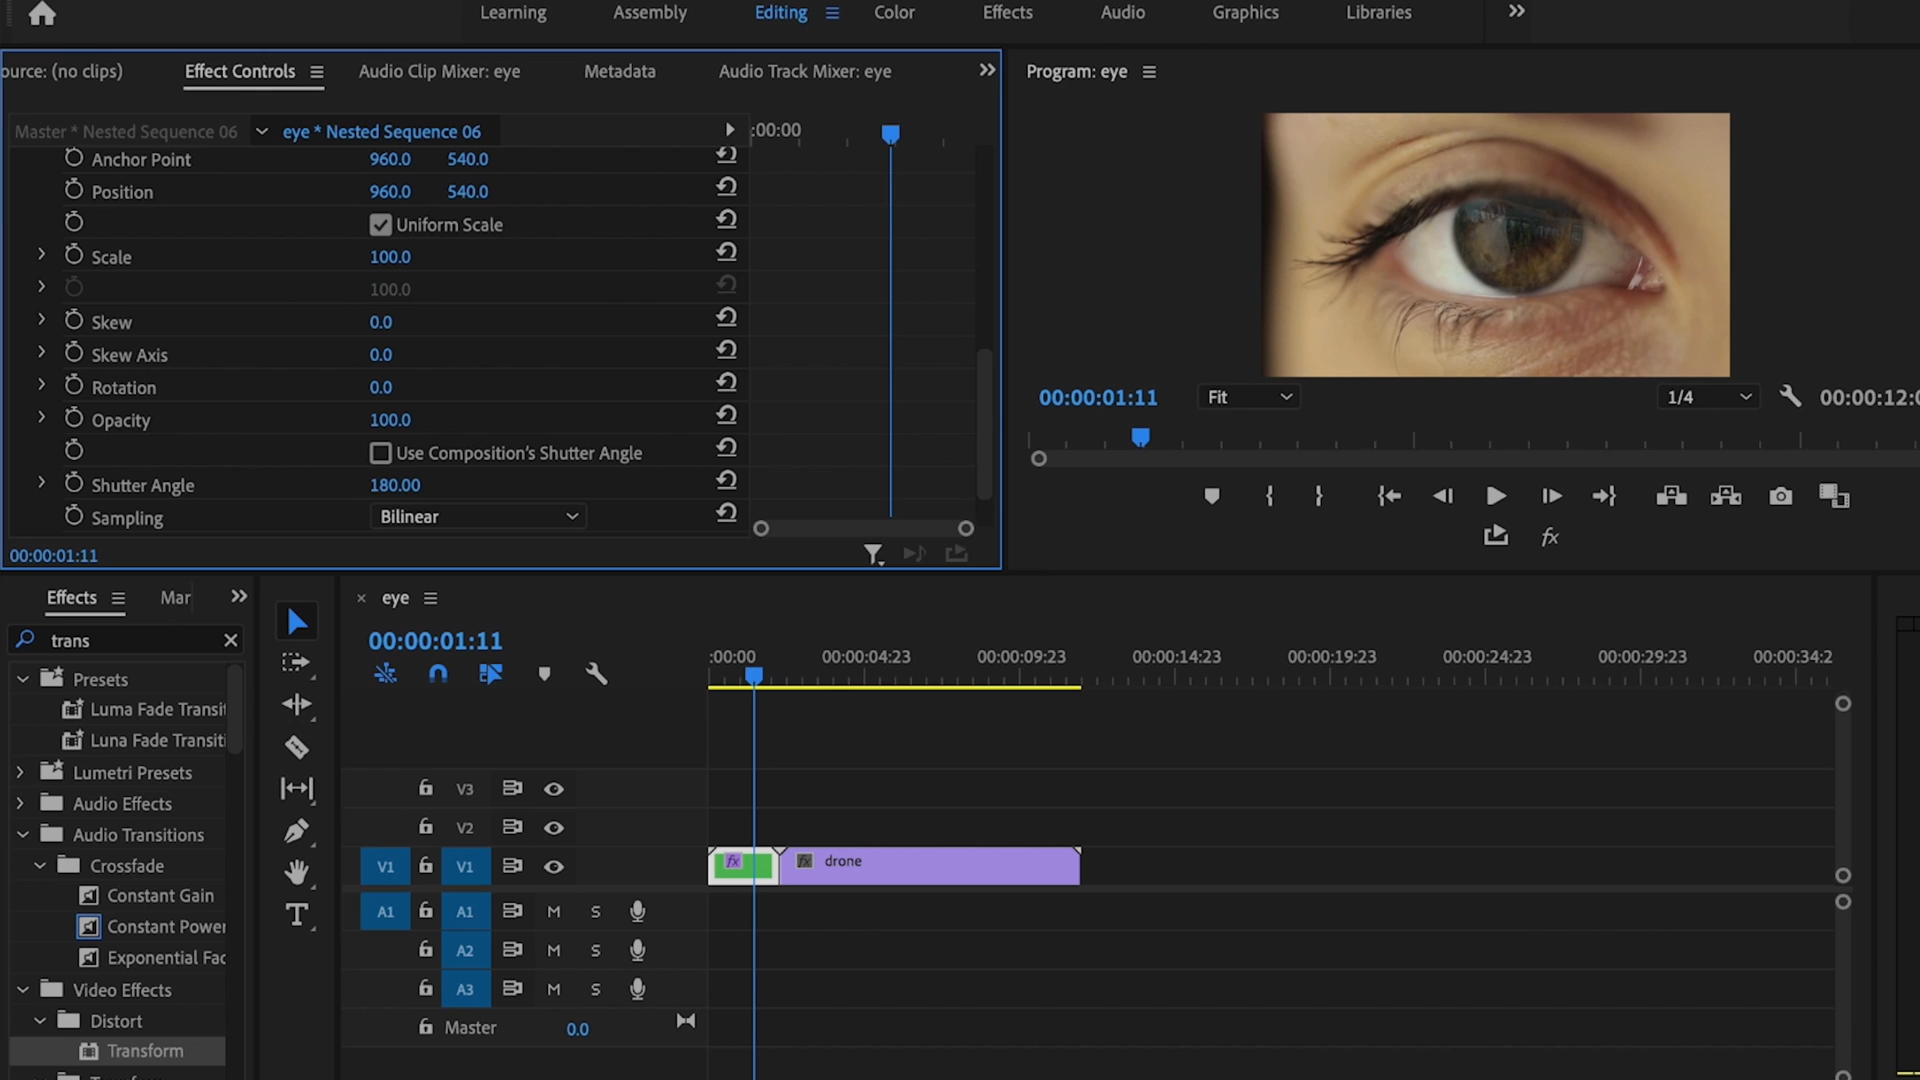 Learning Assembly Editing Color Effects Audio Graphics Libraries
ource: (no clips) Effect Controls Audio Clip Mixer: eye Metadata Audio Track Mixer: eye
Program: eye
Master * Nested Sequence 06 eye * Nested Sequence 06 :00:00
Anchor Point 960.0 540.0
Position 960.0 540.0
Uniform Scale
Scale 100.0
100.0
Skew 0.0
Skew Axis 0.0
Rotation 0.0
Opacity 100.0
Use Composition's Shutter Angle
Shutter Angle 180.00
Sampling Bilinear
00:00:01:11
00:00:01:11 Fit 1/4 00:00:12:0
fx
Effects Mar
trans
Presets
Luma Fade Transit
Luna Fade Transiti
Lumetri Presets
Audio Effects
Audio Transitions
Crossfade
Constant Gain
Constant Power
Exponential Fac
Video Effects
Distort
Transform
eye
00:00:01:11
:00:00 00:00:04:23 00:00:09:23 00:00:14:23 00:00:19:23 00:00:24:23 00:00:29:23 00:00:34:2
V3
V2
V1 V1 fx fx drone
A1 A1 M S
A2 M S
A3 M S
Master 0.0